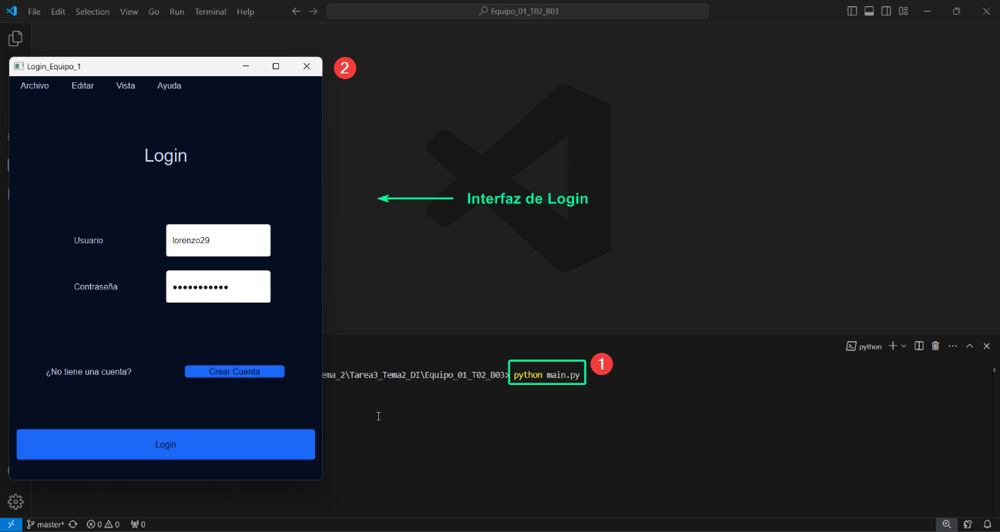 File Edit Selection View Go Run Terminal Help
Equipo_01_T02_B03
Login_Equipo_1
2
Archivo Editar Vista Ayuda
Login
Interfaz de Login
Usuario
lorenzo29
Contraseña
●●●●●●●●●●●
python
¿No tiene una cuenta?
Crear Cuenta
ema_2\Tarea3_Tema2_DI\Equipo_01_T02_B03> python main.py
1
Login
master* 0 0 0